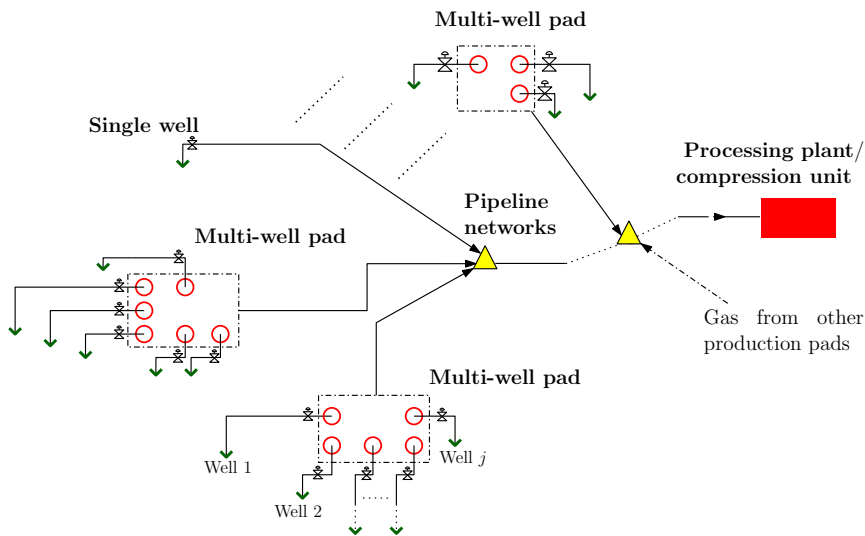 Multi-well pad
Single well
Processing plant/
compression unit
Pipeline
networks
Multi-well pad
Gas from other
production pads
Multi-well pad
Well 1
Well j
Well 2